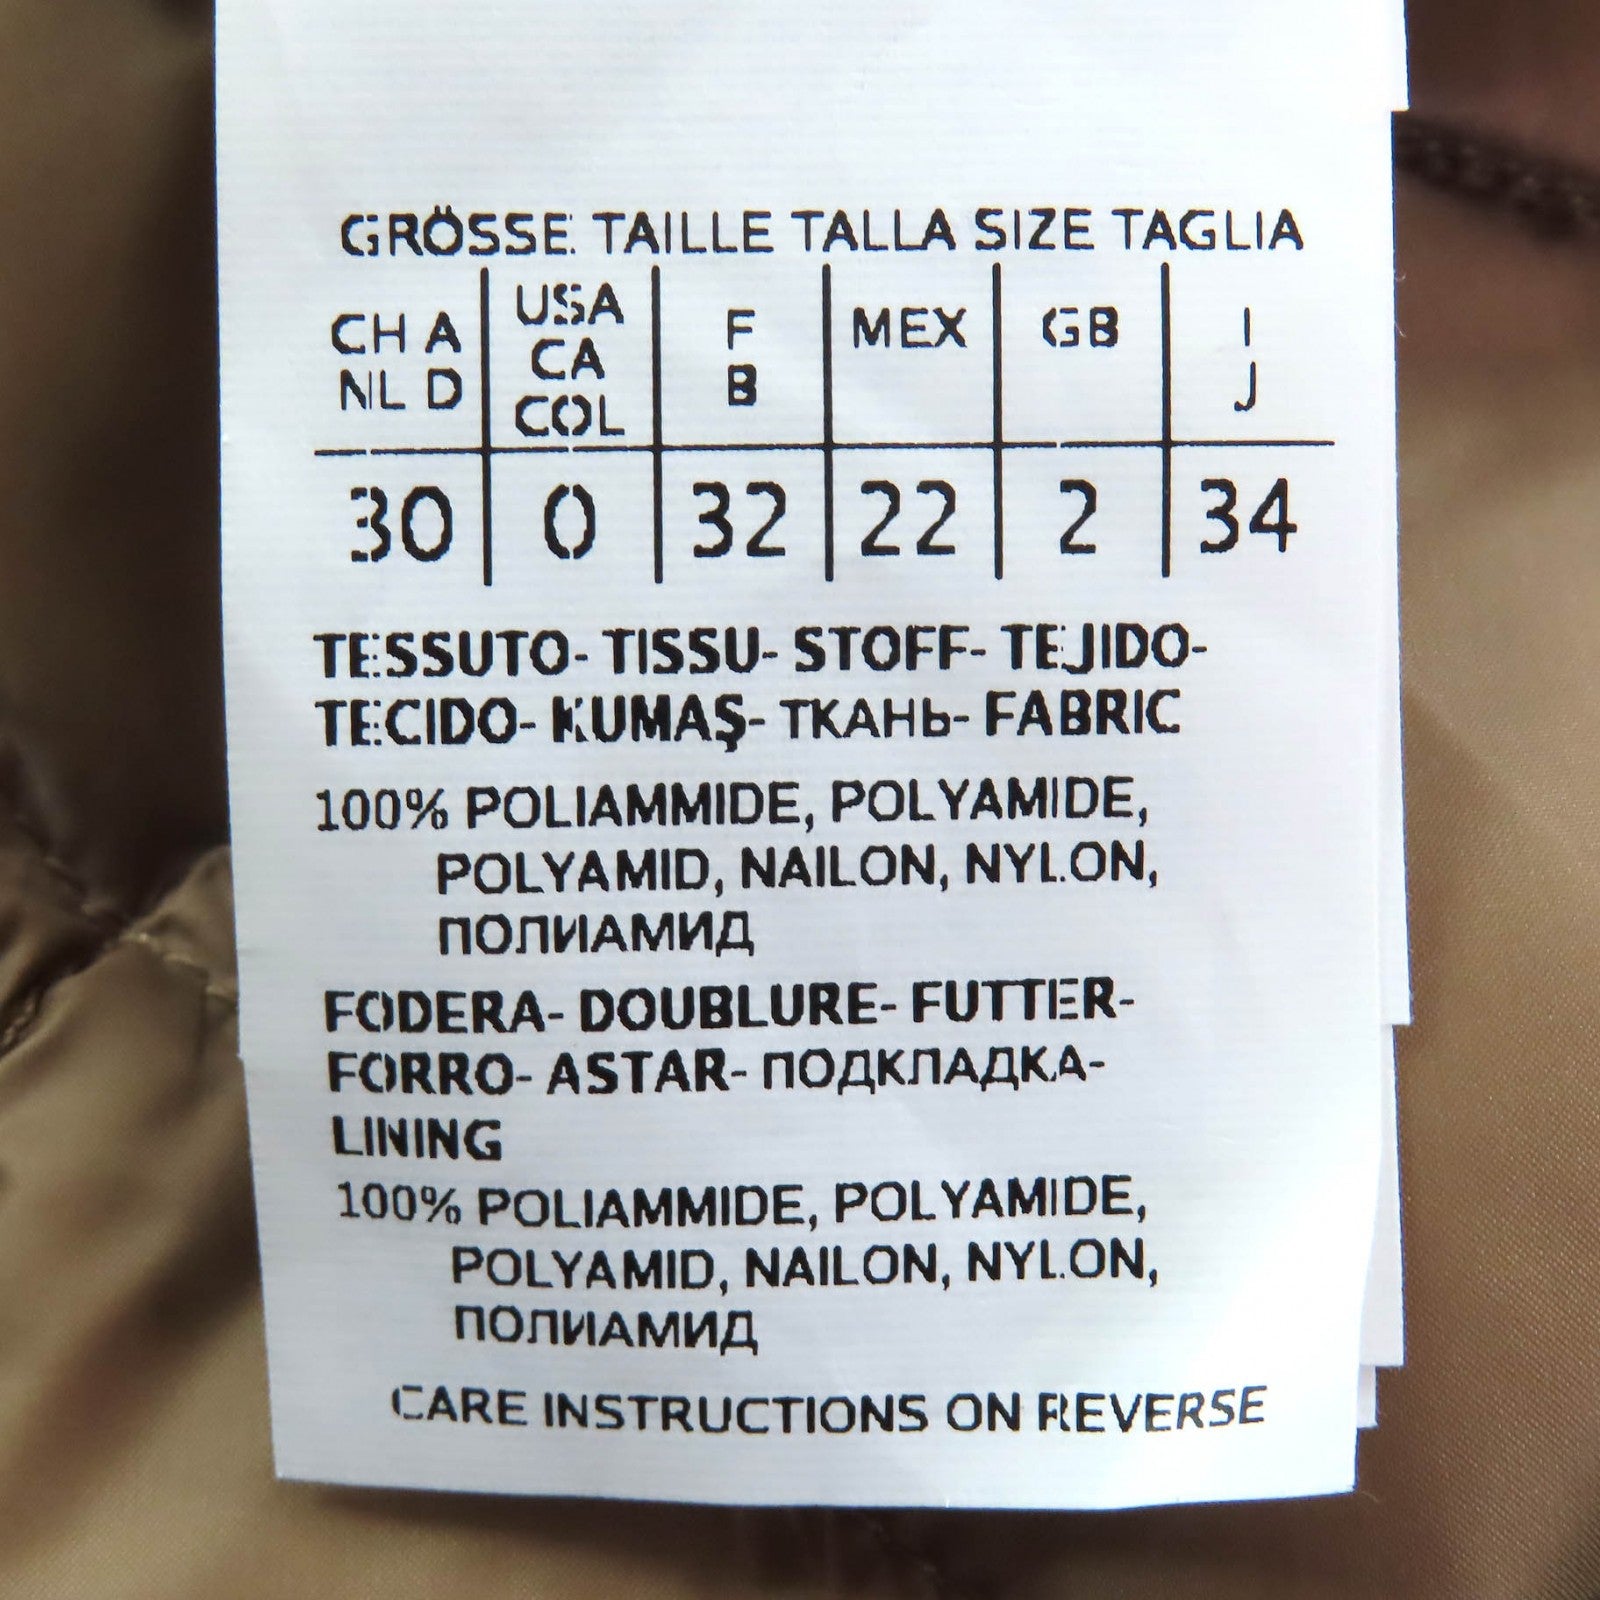 GRÖSSE TAILLE TALLA SIZE TAGLIA
CH A NL D | USA CA COL | F B | MEX | GB | I J
30 | 0 | 32 | 22 | 2 | 34
TESSUTO- TISSU- STOFF- TEJIDO-
TECIDO- KUMAŞ- ТКАНЬ- FABRIC
100% POLIAMMIDE, POLYAMIDE,
POLYAMID, NAILON, NYLON,
ПОЛИАМИД
FODERA- DOUBLURE- FUTTER-
FORRO- ASTAR- ПОДКЛАДКА-
LINING
100% POLIAMMIDE, POLYAMIDE,
POLYAMID, NAILON, NYLON,
ПОЛИАМИД
CARE INSTRUCTIONS ON REVERSE